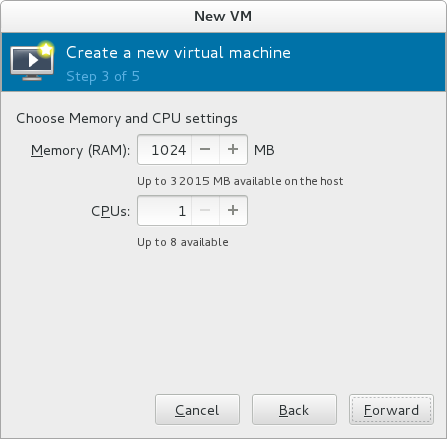 New VM
Create a new virtual machine
Step 3 of 5
Choose Memory and CPU settings
Memory (RAM): 1024 − + MB
Up to 32015 MB available on the host
CPUs: 1 − +
Up to 8 available
Cancel Back Forward